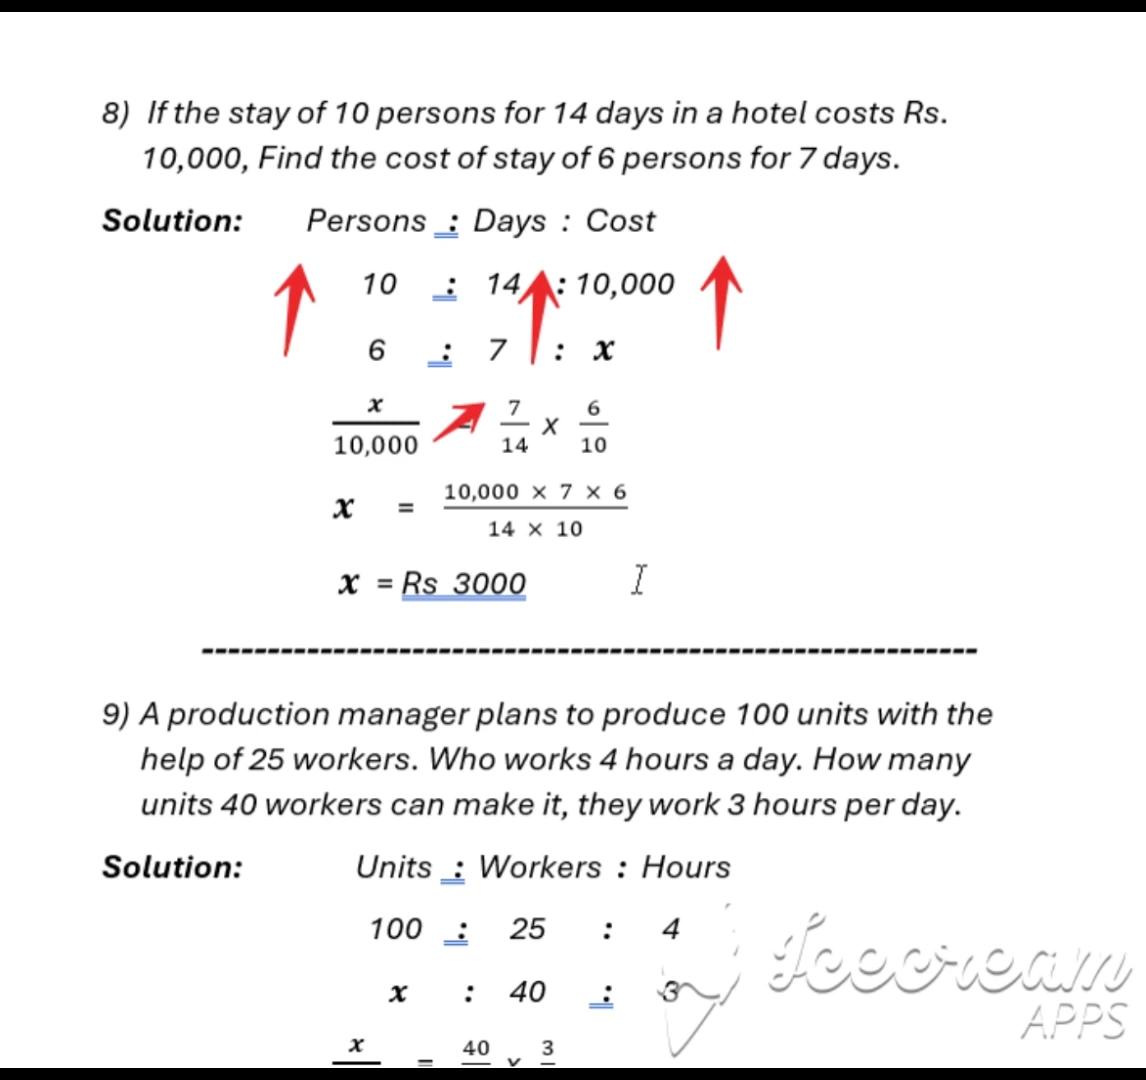 8) If the stay of 10 persons for 14 days in a hotel costs Rs.
10,000, Find the cost of stay of 6 persons for 7 days.
Solution: Persons : Days : Cost
10 : 14 : 10,000
6 : 7 : x
x/10,000 = 7/14 x 6/10
x = 10,000 × 7 × 6 / 14 × 10
x = Rs 3000
------------------------------------------------------------
9) A production manager plans to produce 100 units with the
help of 25 workers. Who works 4 hours a day. How many
units 40 workers can make it, they work 3 hours per day.
Solution: Units : Workers : Hours
100 : 25 : 4
x : 40 : 3
x = 40 x 3
Icecream
APPS